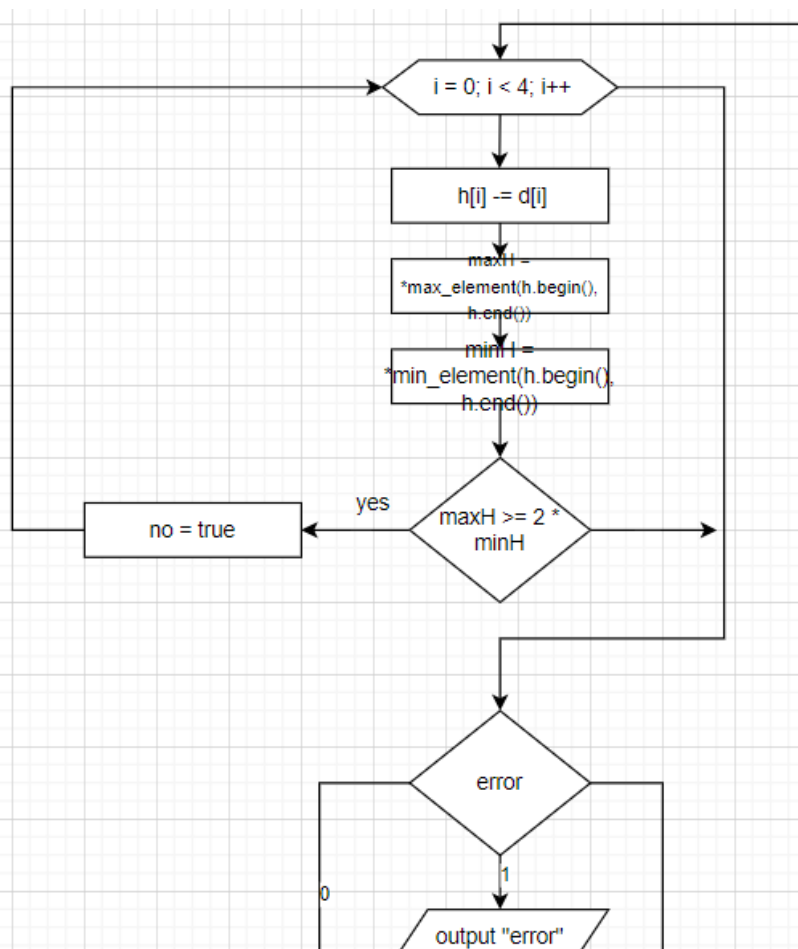 i = 0; i < 4; i++
h[i] -= d[i]
maxH =
*max_element(h.begin(),
h.end())
minH =
*min_element(h.begin(),
h.end())
yes
maxH >= 2 *
minH
no = true
error
1
0
output "error"